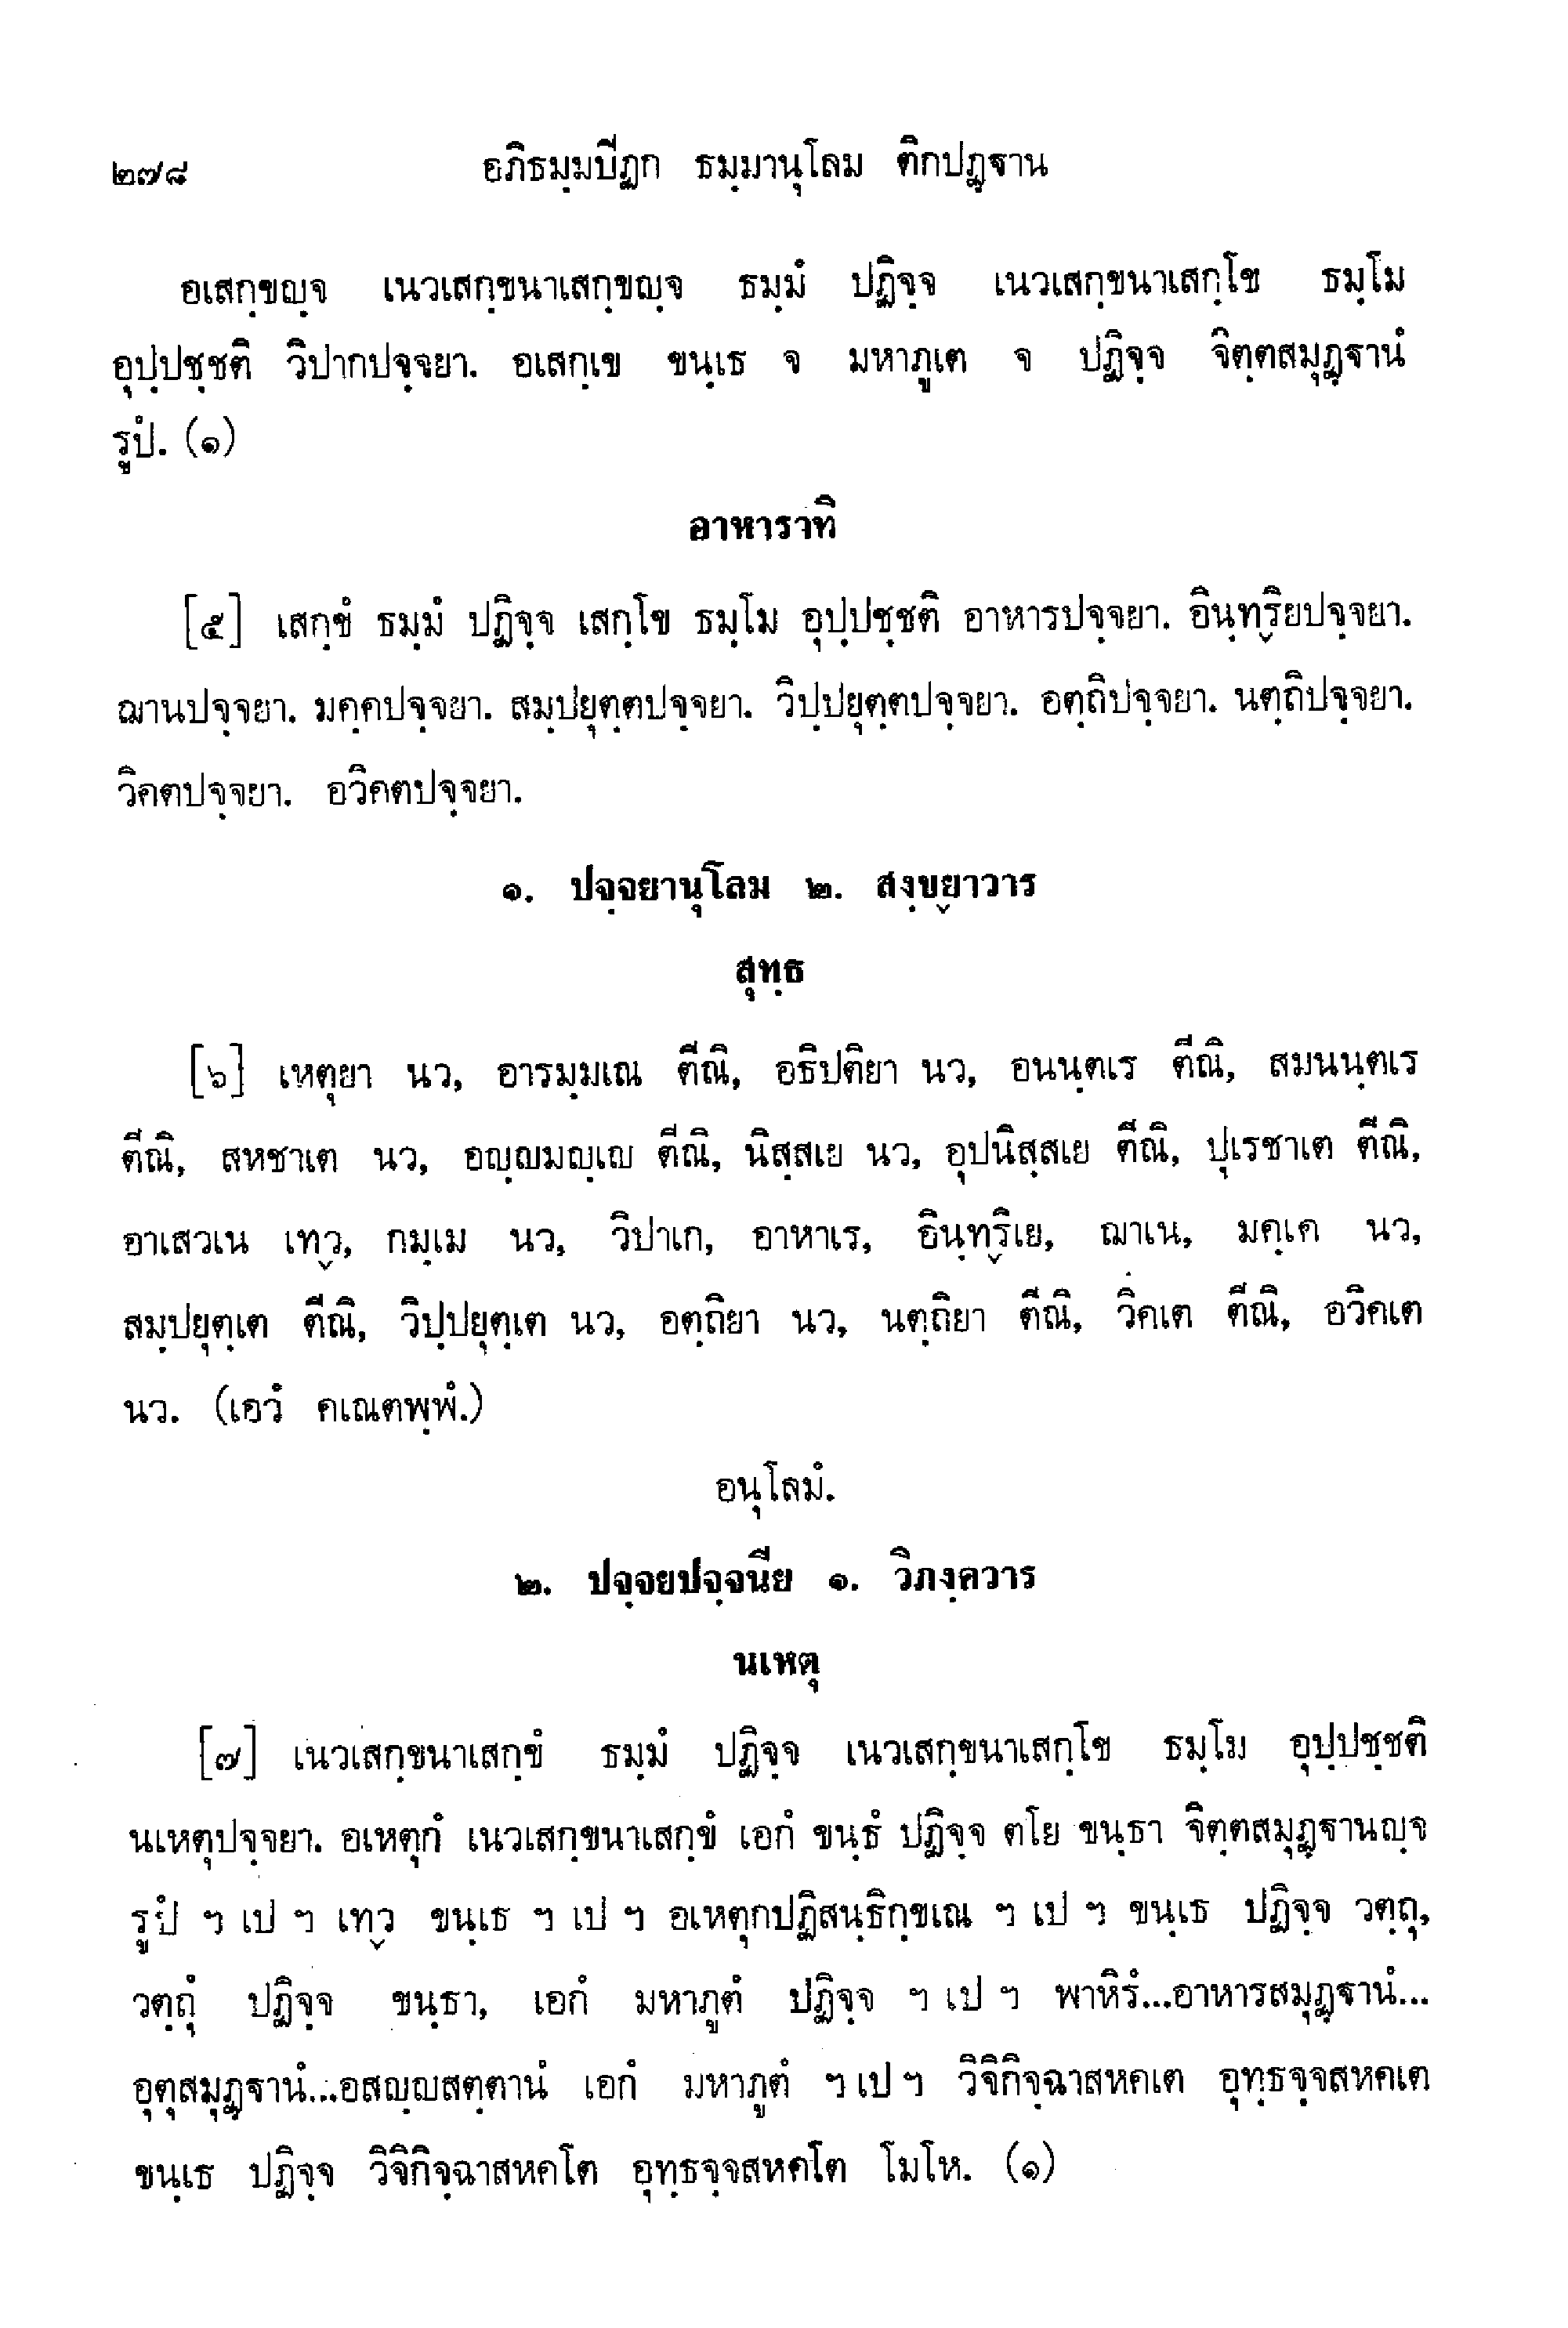 ๒๗๘ อภิธมฺมปีฏก ธมฺมานุโลม ติกปฏฺฐาน
อเสกฺขญฺจ เนวเสกฺขนาเสกฺขญฺจ ธมฺมํ ปฏิจฺจ เนวเสกฺขนาเสกฺโข ธมฺโม
อุปฺปชฺชติ วิปากปจฺจยา. อเสกฺเข ขนฺเธ จ มหาภูเต จ ปฏิจฺจ จิตฺตสมุฏฺฐานํ
รูปํ. (๑)
อาหาราทิ
[๕] เสกฺขํ ธมฺมํ ปฏิจฺจ เสกฺโข ธมฺโม อุปฺปชฺชติ อาหารปจฺจยา. อินฺทฺริยปจฺจยา.
ฌานปจฺจยา. มคฺคปจฺจยา. สมฺปยุตฺตปจฺจยา. วิปฺปยุตฺตปจฺจยา. อตฺถิปจฺจยา. นตฺถิปจฺจยา.
วิคตปจฺจยา. อวิคตปจฺจยา.
๑. ปจฺจยานุโลม ๒. สงฺขฺยาวาร
สุทฺธ
[๖] เหตุยา นว, อารมฺมเณ ตีณิ, อธิปติยา นว, อนนฺตเร ตีณิ, สมนนฺตเร
ตีณิ, สหชาเต นว, อญฺญมญฺเญ ตีณิ, นิสฺสเย นว, อุปนิสฺสเย ตีณิ, ปุเรชาเต ตีณิ,
อาเสวเน เทฺว, กมฺเม นว, วิปาเก, อาหาเร, อินฺทฺริเย, ฌาเน, มคฺเค นว,
สมฺปยุตฺเต ตีณิ, วิปฺปยุตฺเต นว, อตฺถิยา นว, นตฺถิยา ตีณิ, วิคเต ตีณิ, อวิคเต
นว. (เอวํ คเณตพฺพํ.)
อนุโลมํ.
๒. ปจฺจยปจฺจนีย ๑. วิภงฺควาร
นเหตุ
[๗] เนวเสกฺขนาเสกฺขํ ธมฺมํ ปฏิจฺจ เนวเสกฺขนาเสกฺโข ธมฺโม อุปฺปชฺชติ
นเหตุปจฺจยา. อเหตุกํ เนวเสกฺขนาเสกฺขํ เอกํ ขนฺธํ ปฏิจฺจ ตโย ขนฺธา จิตฺตสมุฏฺฐานญฺจ
รูปํ ฯ เป ฯ เทฺว ขนฺเธ ฯ เป ฯ อเหตุกปฏิสนฺธิกฺขเณ ฯ เป ฯ ขนฺเธ ปฏิจฺจ วตฺถุ,
วตฺถุํ ปฏิจฺจ ขนฺธา, เอกํ มหาภูตํ ปฏิจฺจ ฯ เป ฯ พาหิรํ...อาหารสมุฏฺฐานํ...
อุตุสมุฏฺฐานํ...อสญฺญสตฺตานํ เอกํ มหาภูตํ ฯ เป ฯ วิจิกิจฺฉาสหคเต อุทฺธจฺจสหคเต
ขนฺเธ ปฏิจฺจ วิจิกิจฺฉาสหคโต อุทฺธจฺจสหคโต โมโห. (๑)